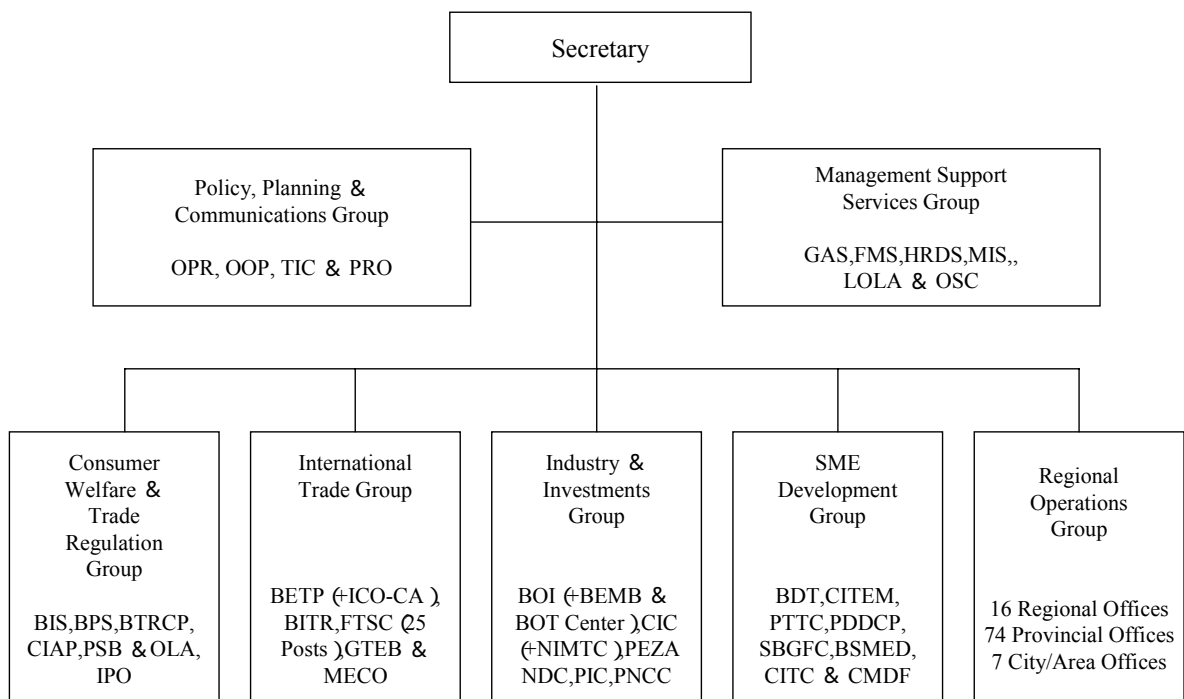 Secretary
Policy, Planning &
Communications Group
OPR, OOP, TIC & PRO
Management Support
Services Group
GAS,FMS,HRDS,MIS,,
LOLA & OSC
Consumer
Welfare &
Trade
Regulation
Group
BIS,BPS,BTRCP,
CIAP,PSB & OLA,
IPO
International
Trade Group
BETP (+ICO-CA ),
BITR,FTSC (25
Posts ),GTEB &
MECO
Industry &
Investments
Group
BOI (+BEMB &
BOT Center ),CIC
(+NIMTC ),PEZA
NDC,PIC,PNCC
SME
Development
Group
BDT,CITEM,
PTTC,PDDCP,
SBGFC,BSMED,
CITC & CMDF
Regional
Operations
Group
16 Regional Offices
74 Provincial Offices
7 City/Area Offices